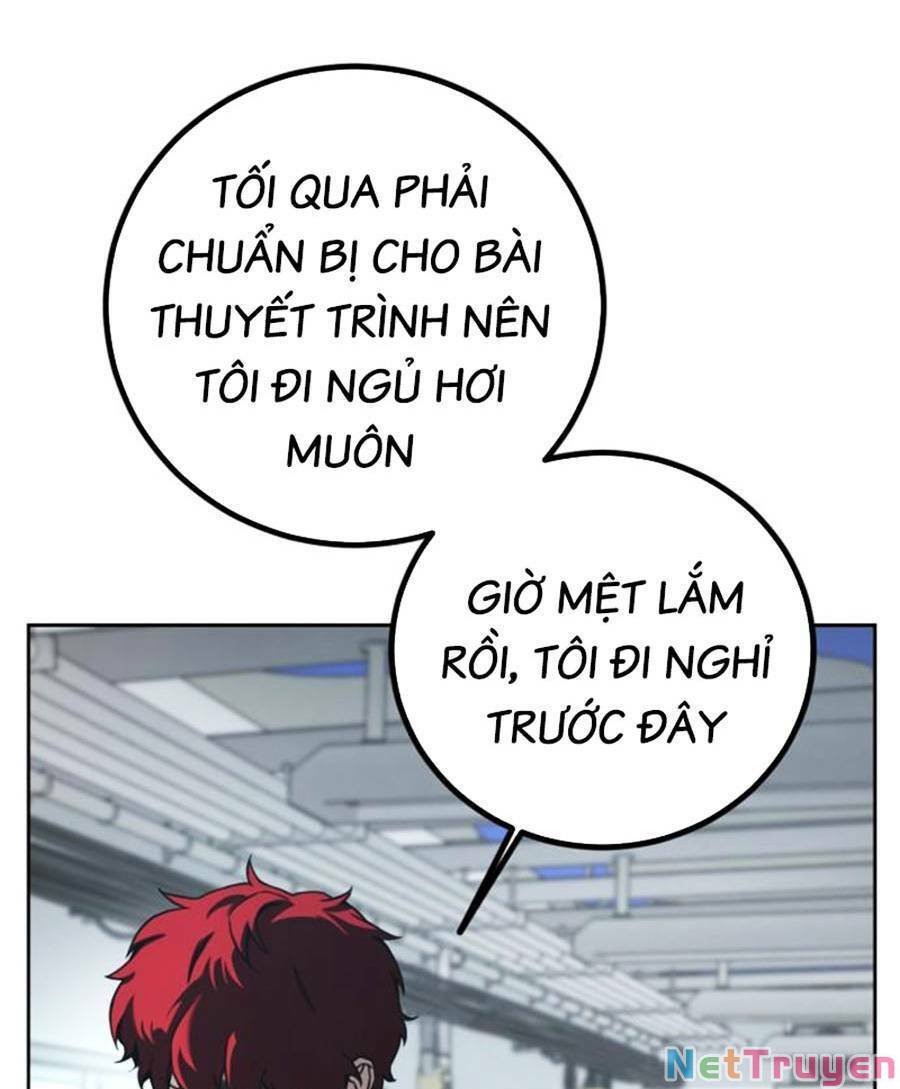 TỐI QUA PHẢI
CHUẨN BỊ CHO BÀI
THUYẾT TRÌNH NÊN
TÔI ĐI NGỦ HƠI
MUÔN
GIỜ MỆT LẮM
RỒI, TÔI ĐI NGHỈ
TRƯỚC ĐÂY
NetTruyen